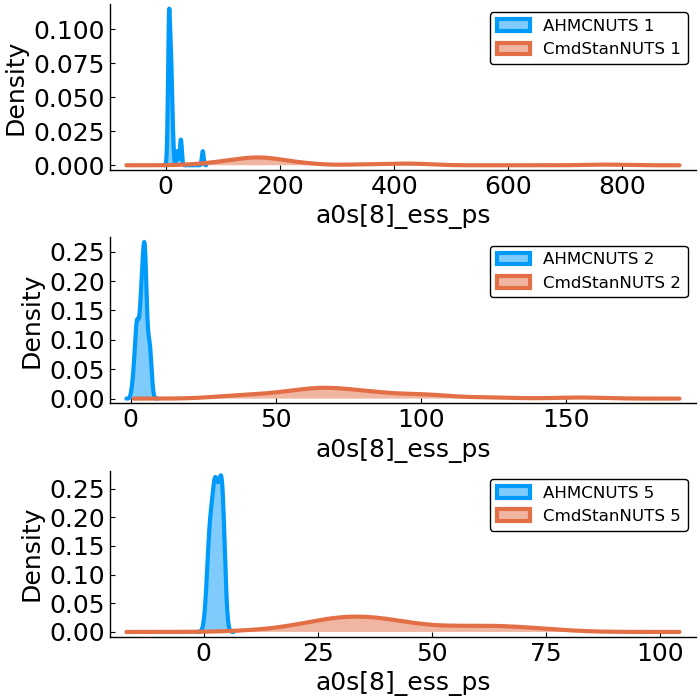 Density
0.100
0.075
0.050
0.025
0.000
AHMCNUTS 1
CmdStanNUTS 1
0 200 400 600 800
a0s[8]_ess_ps
Density
0.25
0.20
0.15
0.10
0.05
0.00
AHMCNUTS 2
CmdStanNUTS 2
0 50 100 150
a0s[8]_ess_ps
Density
0.25
0.20
0.15
0.10
0.05
0.00
AHMCNUTS 5
CmdStanNUTS 5
0 25 50 75 100
a0s[8]_ess_ps